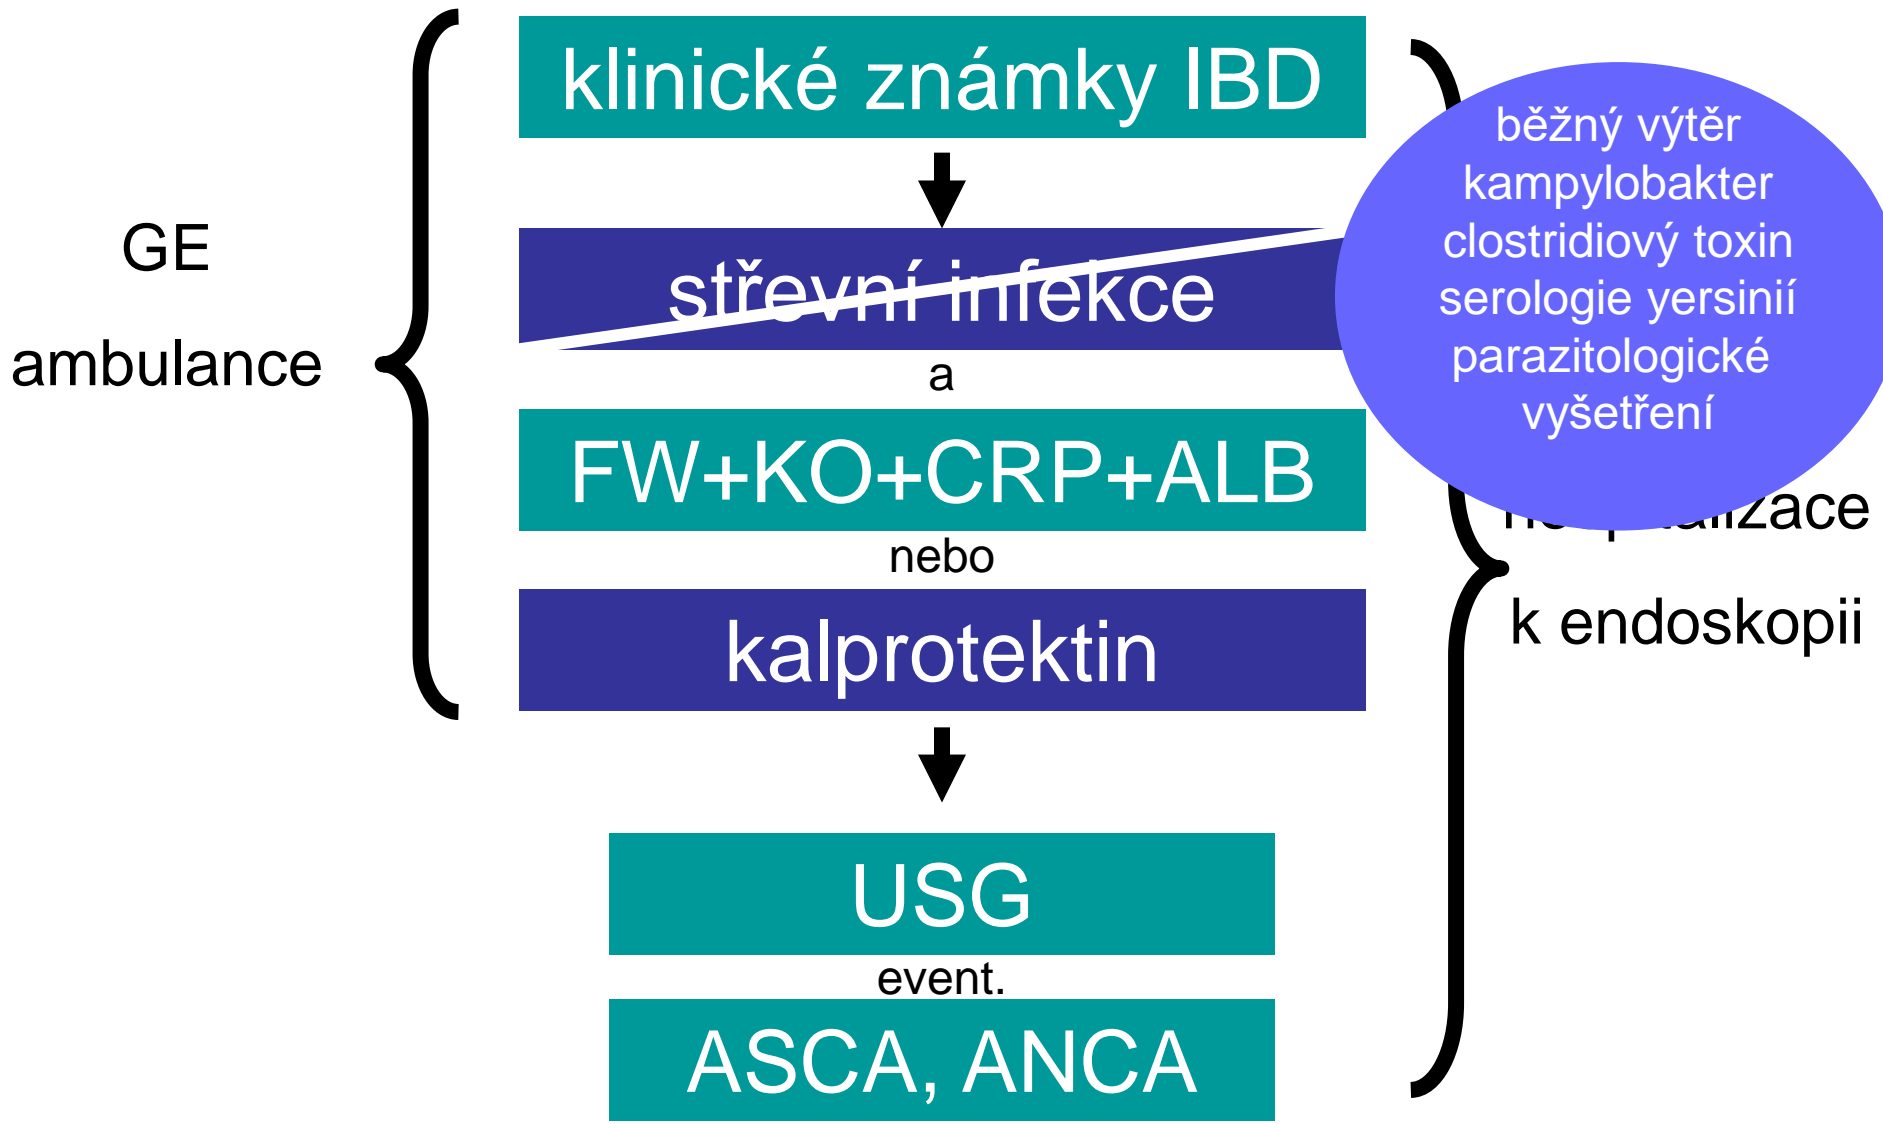 klinické známky IBD
GE
ambulance
střevní infekce
a
FW+KO+CRP+ALB
nebo
kalprotektin
USG
event.
ASCA, ANCA
běžný výtěr
kampylobakter
clostridiový toxin
serologie yersinií
parazitologické
vyšetření
k endoskopii